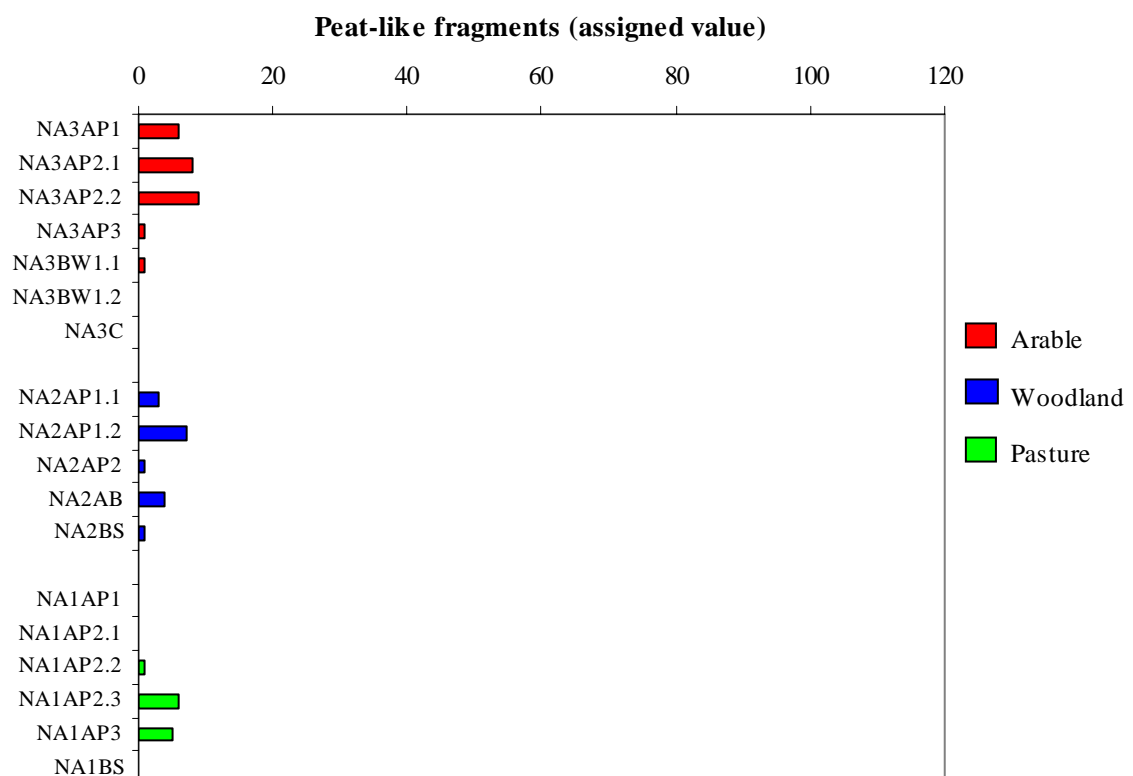 Peat-like fragments (assigned value)
0 20 40 60 80 100 120
NA3AP1
NA3AP2.1
NA3AP2.2
NA3AP3
NA3BW1.1
NA3BW1.2
NA3C
NA2AP1.1
NA2AP1.2
NA2AP2
NA2AB
NA2BS
NA1AP1
NA1AP2.1
NA1AP2.2
NA1AP2.3
NA1AP3
NA1BS
Arable
Woodland
Pasture